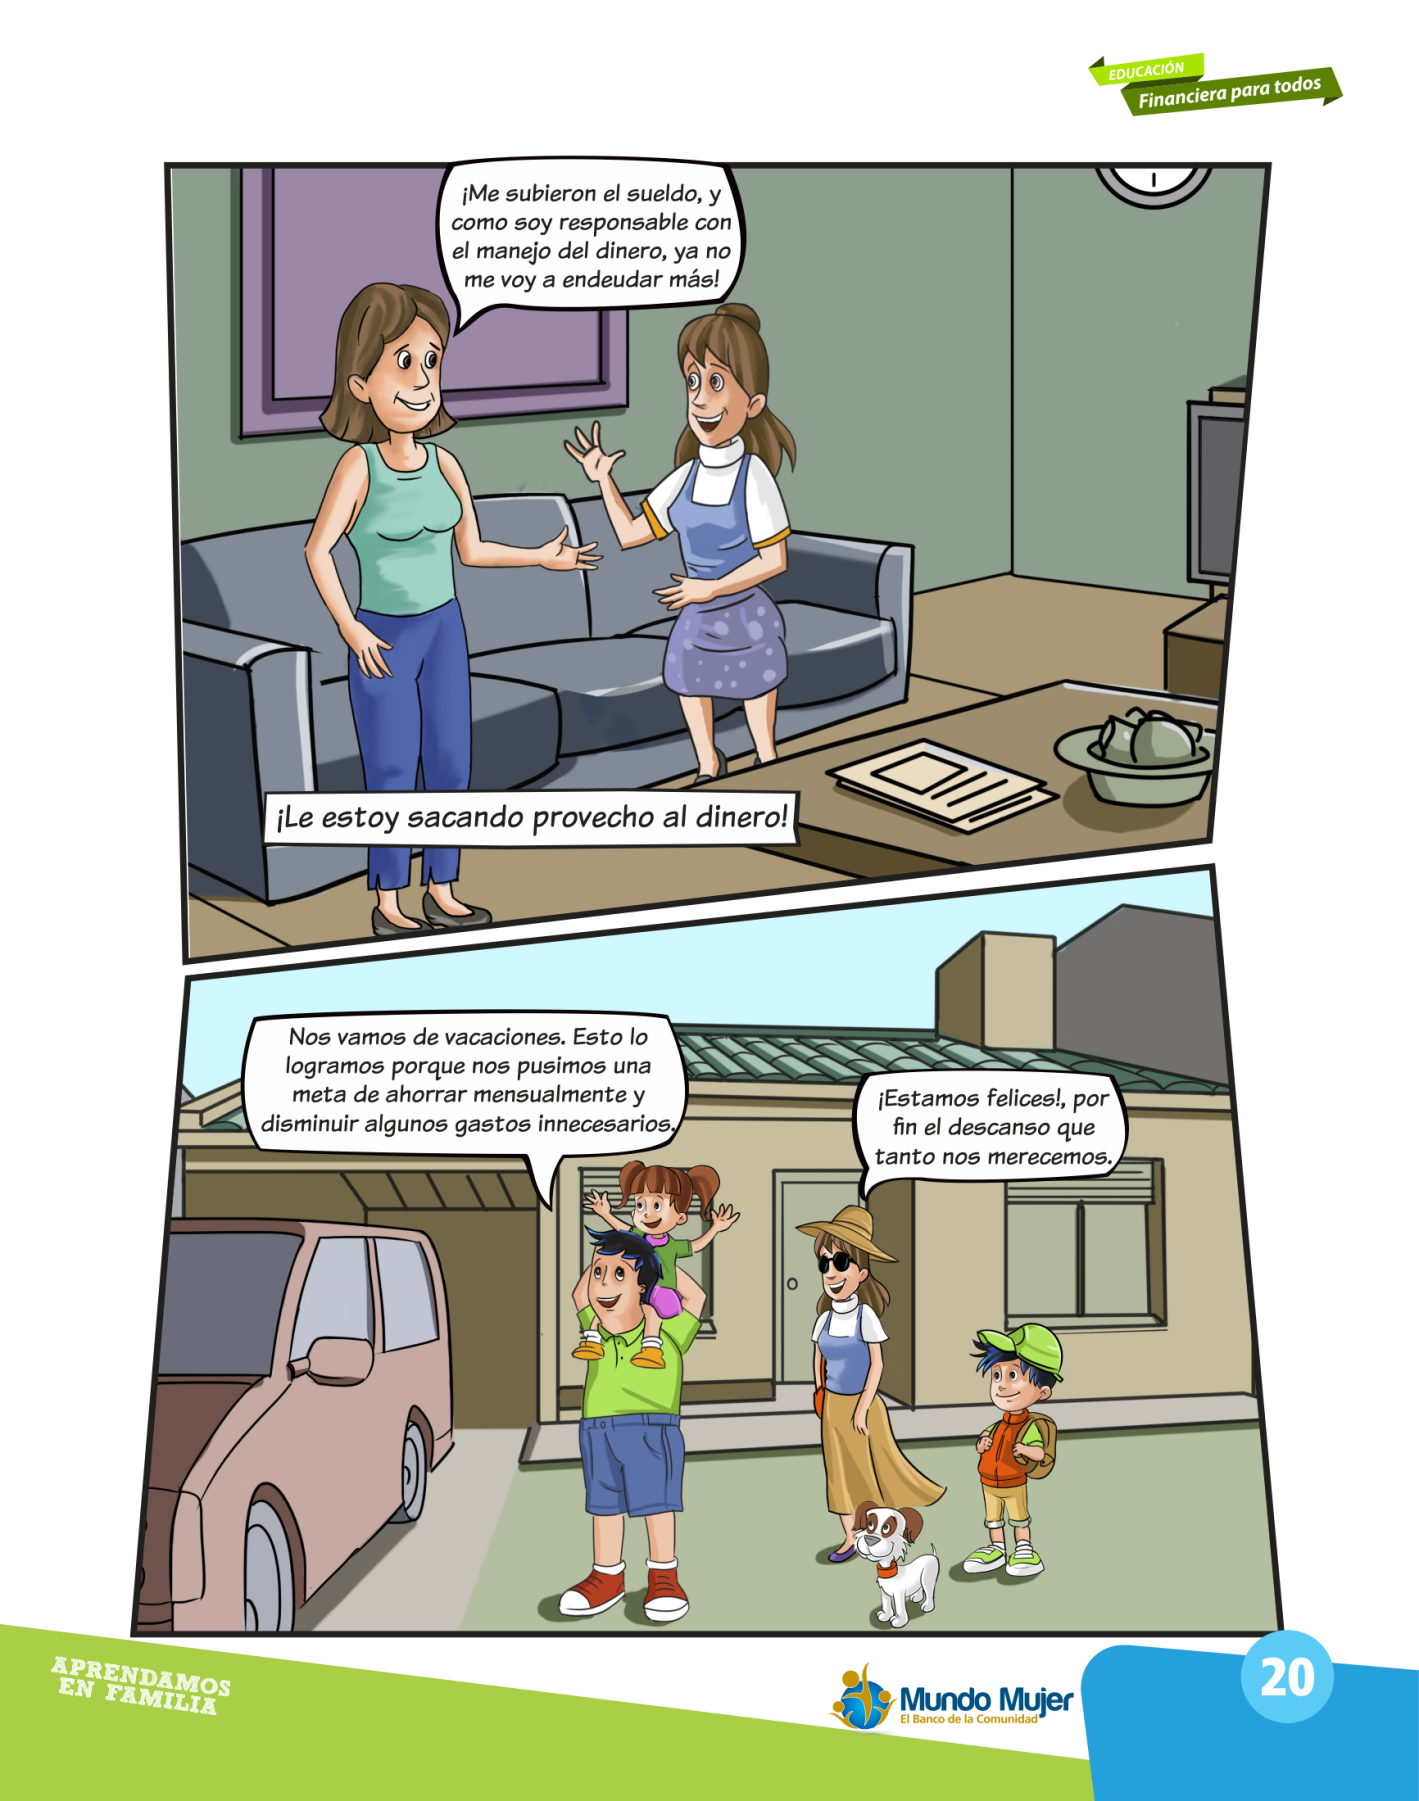 EDUCACIÓN
Financiera para todos
¡Me subieron el sueldo, y
como soy responsable con
el manejo del dinero, ya no
me voy a endeudar más!
¡Le estoy sacando provecho al dinero!
Nos vamos de vacaciones. Esto lo
logramos porque nos pusimos una
meta de ahorrar mensualmente y
disminuir algunos gastos innecesarios.
¡Estamos felices!, por
fin el descanso que
tanto nos merecemos.
APRENDAMOS
EN FAMILIA
Mundo Mujer
El Banco de la Comunidad
20